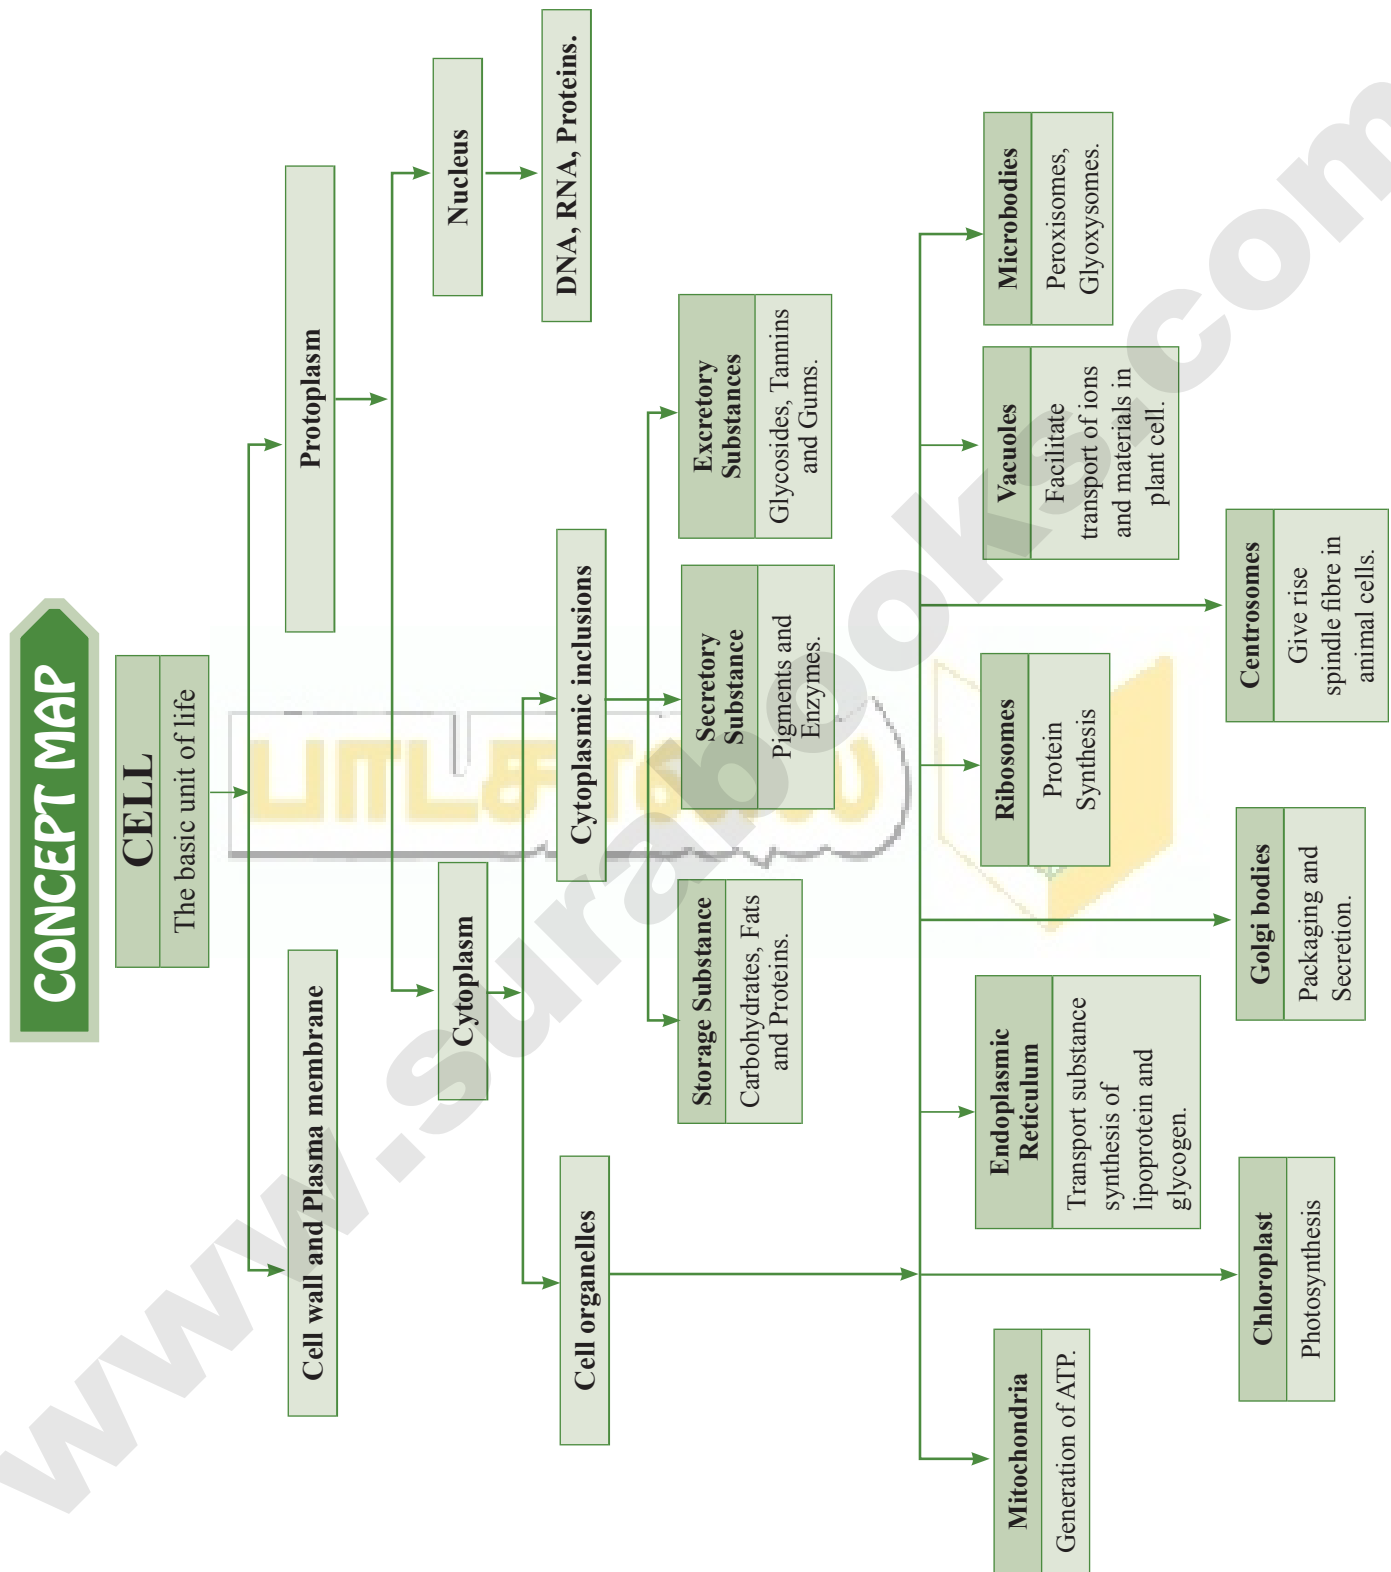 CONCEPT MAP
CELL
The basic unit of life
Cell wall and Plasma membrane
Protoplasm
Cytoplasm
Nucleus
DNA, RNA, Proteins.
Cell organelles
Cytoplasmic inclusions
Storage Substance
Carbohydrates, Fats
and Proteins.
Secretory
Substance
Pigments and
Enzymes.
Excretory
Substances
Glycosides, Tannins
and Gums.
Mitochondria
Generation of ATP.
Endoplasmic
Reticulum
Transport substance
synthesis of
lipoprotein and
glycogen.
Ribosomes
Protein
Synthesis
Vacuoles
Facilitate
transport of ions
and materials in
plant cell.
Microbodies
Peroxisomes,
Glyoxysomes.
Chloroplast
Photosynthesis
Golgi bodies
Packaging and
Secretion.
Centrosomes
Give rise
spindle fibre in
animal cells.
www.surabooks.com
பாடசாலை